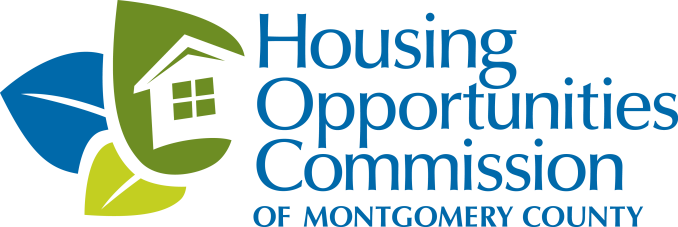 Housing
Opportunities
Commission
OF MONTGOMERY COUNTY